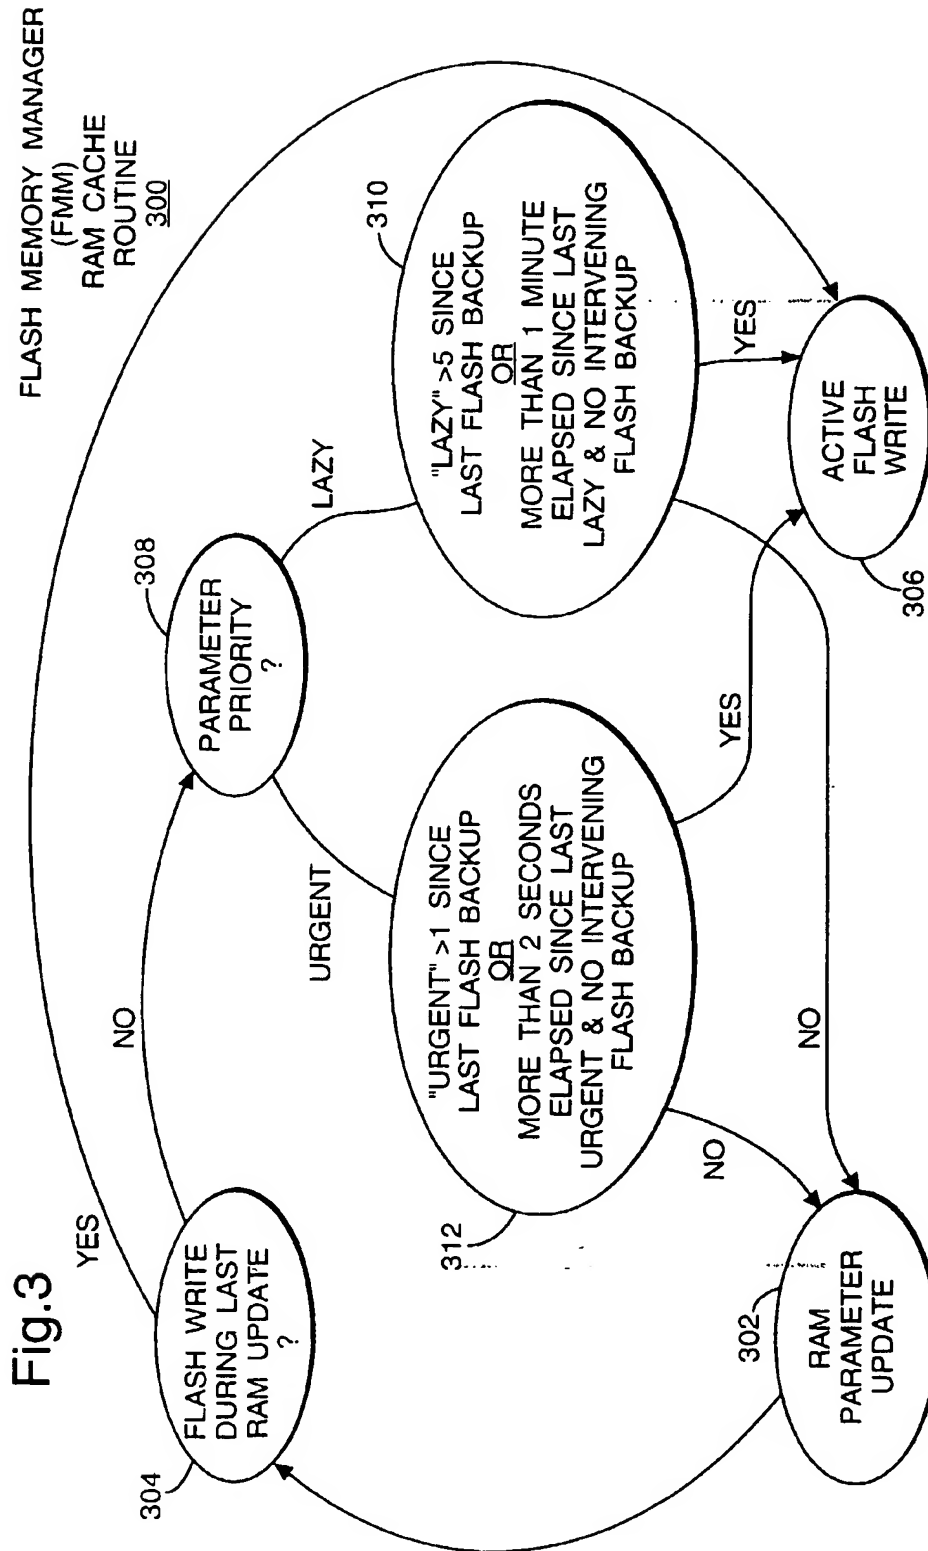 Fig.3
FLASH MEMORY MANAGER
(FMM)
RAM CACHE
ROUTINE
300
YES
304
FLASH WRITE
DURING LAST
RAM UPDATE
?
NO
308
PARAMETER
PRIORITY
?
URGENT
LAZY
312
"URGENT" >1 SINCE
LAST FLASH BACKUP
OR
MORE THAN 2 SECONDS
ELAPSED SINCE LAST
URGENT & NO INTERVENING
FLASH BACKUP
310
"LAZY" >5 SINCE
LAST FLASH BACKUP
OR
MORE THAN 1 MINUTE
ELAPSED SINCE LAST
LAZY & NO INTERVENING
FLASH BACKUP
NO
YES
YES
NO
302
RAM
PARAMETER
UPDATE
ACTIVE
FLASH
WRITE
306